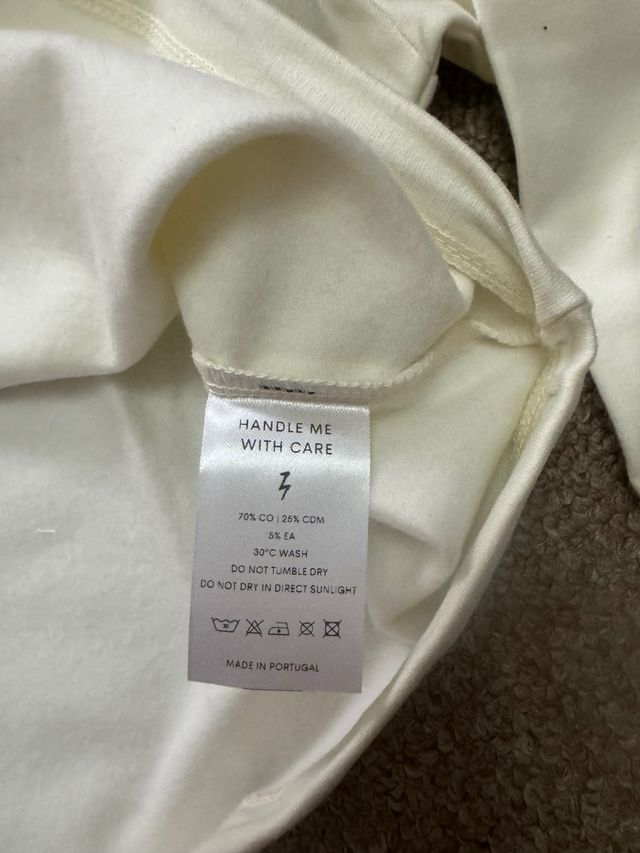 HANDLE ME
WITH CARE
70% CO | 25% CDM
5% EA
30°C WASH
DO NOT TUMBLE DRY
DO NOT DRY IN DIRECT SUNLIGHT
MADE IN PORTUGAL